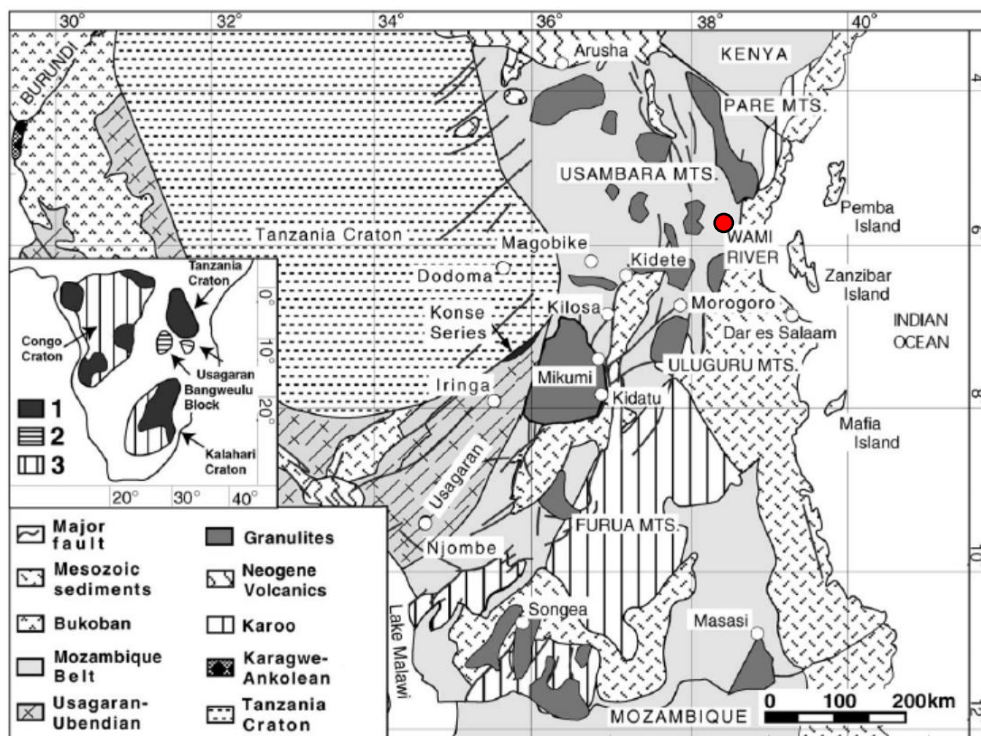 30°
32
34
36
38
40°
4
6
8
10
12
BURUNDI
Arusha
KENYA
PARE MTS.
USAMBARA MTS.
Tanzania Craton
Magobike
Dodoma
Kidete
WAMI
RIVER
Pemba
Island
Zanzibar
Island
Konse
Series
Kilosa
Morogoro
Dar es Salaam
INDIAN
OCEAN
Iringa
Mikumi
ULUGURU MTS.
Kidatu
Mafia
Island
Usagaran
Njombe
FURUA MTS.
Songea
Masasi
Lake Malawi
MOZAMBIQUE
0 100 200km
Tanzania
Craton
Congo
Craton
Usagaran
Bangweulu
Block
Kalahari
Craton
0°
10°
20°
20° 30° 40°
1
2
3
Major
fault
Mesozoic
sediments
Bukoban
Mozambique
Belt
Usagaran-
Ubendian
Granulites
Neogene
Volcanics
Karoo
Karagwe-
Ankolean
Tanzania
Craton